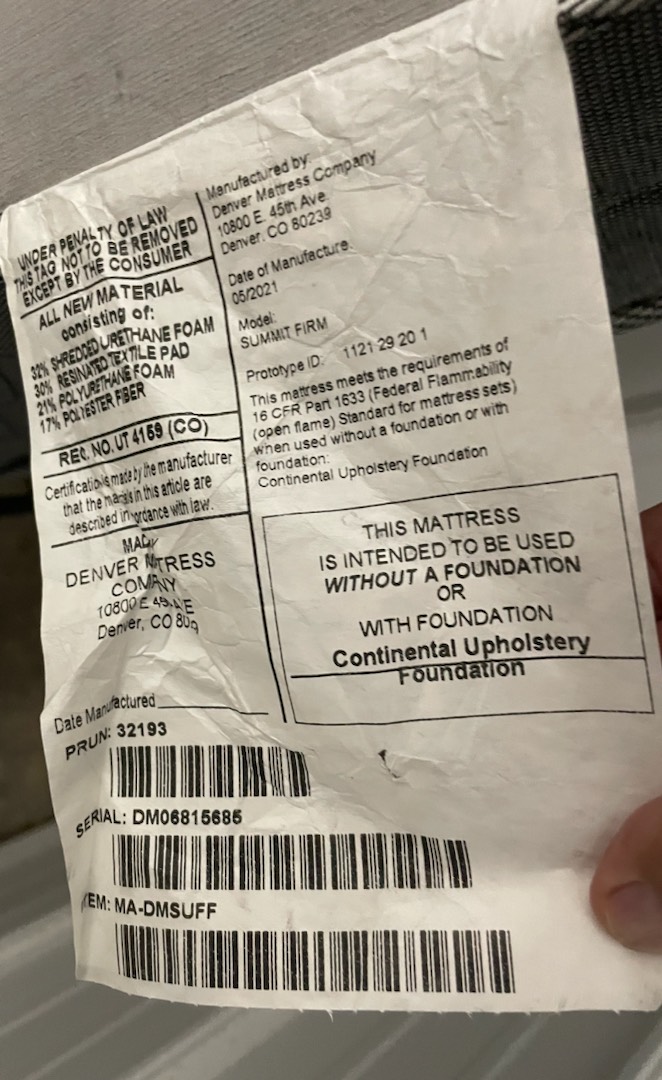 UNDER PENALTY OF LAW
THIS TAG NOT TO BE REMOVED
EXCEPT BY THE CONSUMER
ALL NEW MATERIAL
consisting of:
32% SHREDDED URETHANE FOAM
30% RESINATED TEXTILE PAD
21% POLYURETHANE FOAM
17% POLYESTER FIBER
REG. NO. UT 4159 (CO)
Certification is made by the manufacturer
that the in this article are
described in with law.
DENVER
10800 E
Denver, CO
Date Manufactured
PRUN: 32193
SERIAL: DM06815685
EM: MA-DMSUFF
Manufactured by:
Denver Mattress Company
10800 E. 45th Ave.
Denver, CO 80239
Date of Manufacture:
05/2021
Model:
SUMMIT FIRM
Prototype ID: 1121 29 20 1
This mattress meets the requirements of
16 CFR Part 1633 (Federal Flammability
(open flame) Standard for mattress sets)
when used without a foundation or with
foundation:
Continental Upholstery Foundation
THIS MATTRESS
IS INTENDED TO BE USED
WITHOUT A FOUNDATION
OR
WITH FOUNDATION
Continental Upholstery
Foundation